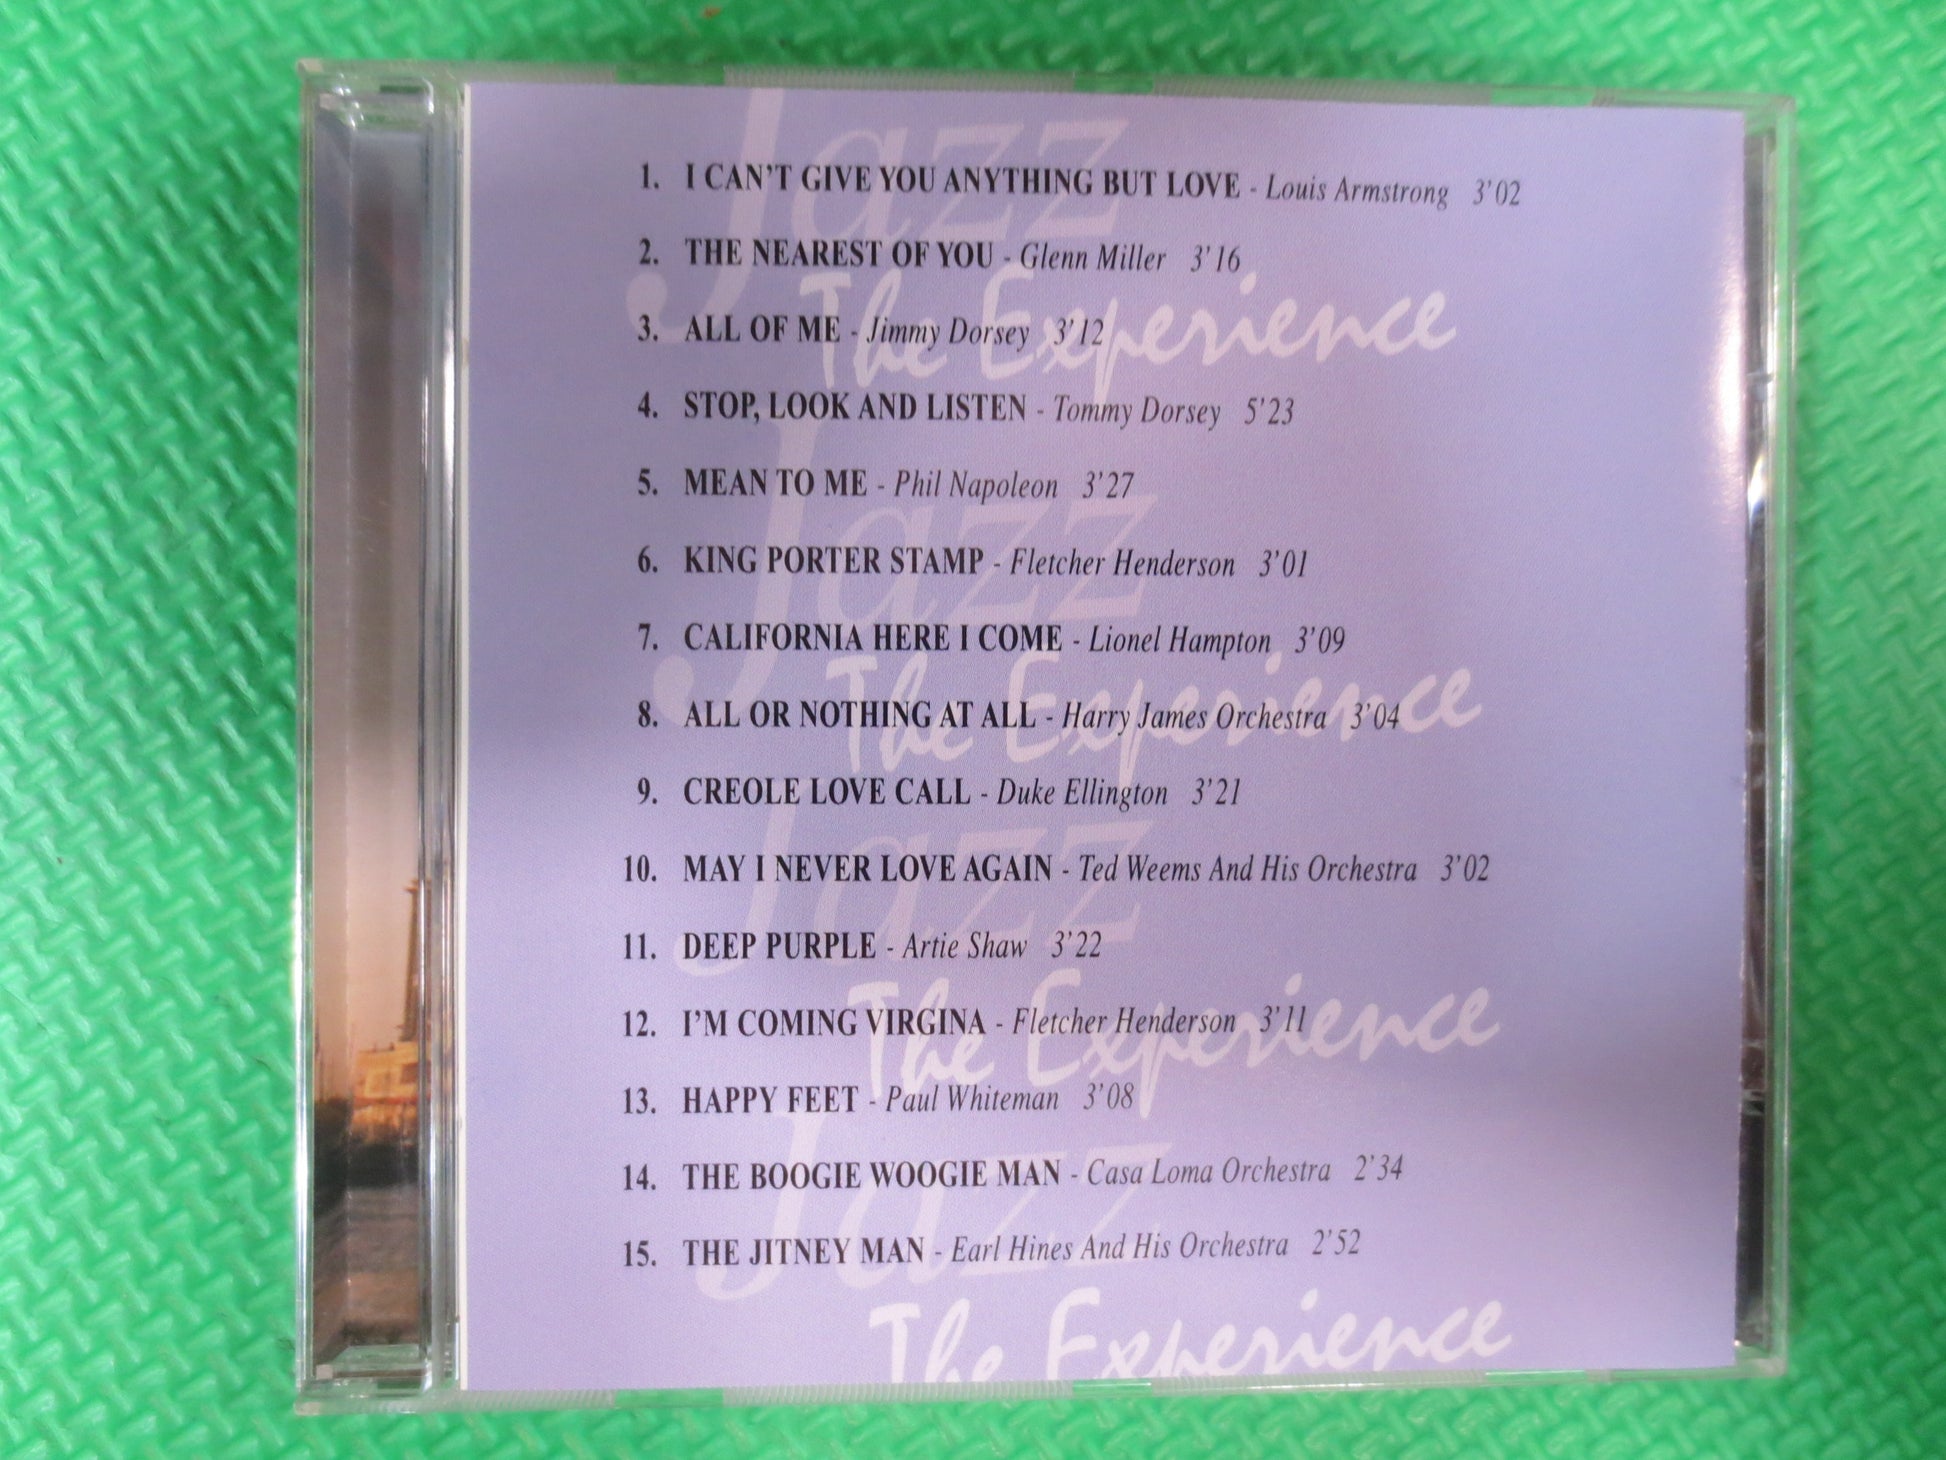 1. I CAN'T GIVE YOU ANYTHING BUT LOVE - Louis Armstrong 3'02
2. THE NEAREST OF YOU - Glenn Miller 3'16
3. ALL OF ME - Jimmy Dorsey 3'12
4. STOP, LOOK AND LISTEN - Tommy Dorsey 5'23
5. MEAN TO ME - Phil Napoleon 3'27
6. KING PORTER STAMP - Fletcher Henderson 3'01
7. CALIFORNIA HERE I COME - Lionel Hampton 3'09
8. ALL OR NOTHING AT ALL - Harry James Orchestra 3'04
9. CREOLE LOVE CALL - Duke Ellington 3'21
10. MAY I NEVER LOVE AGAIN - Ted Weems And His Orchestra 3'02
11. DEEP PURPLE - Artie Shaw 3'22
12. I'M COMING VIRGINA - Fletcher Henderson 3'11
13. HAPPY FEET - Paul Whiteman 3'08
14. THE BOOGIE WOOGIE MAN - Casa Loma Orchestra 2'34
15. THE JITNEY MAN - Earl Hines And His Orchestra 2'52
Jazz
The Experience
Jazz
The Experience
Jazz
The Experience
Jazz
The Experience